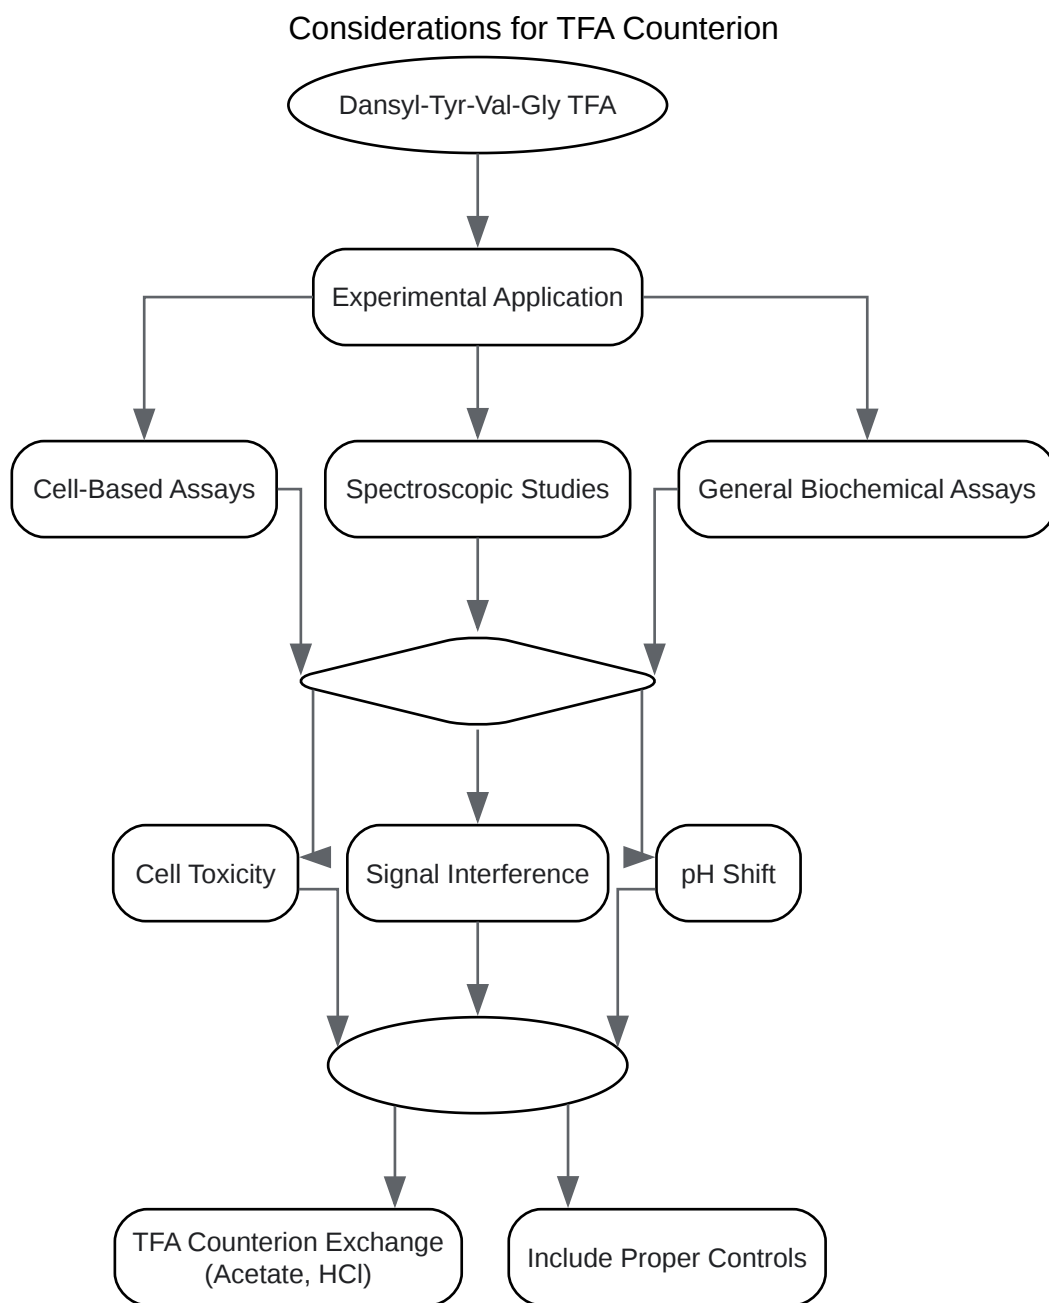 Considerations for TFA Counterion
Dansyl-Tyr-Val-Gly TFA
Experimental Application
Cell-Based Assays
Spectroscopic Studies
General Biochemical Assays
Cell Toxicity
Signal Interference
pH Shift
TFA Counterion Exchange
(Acetate, HCl)
Include Proper Controls